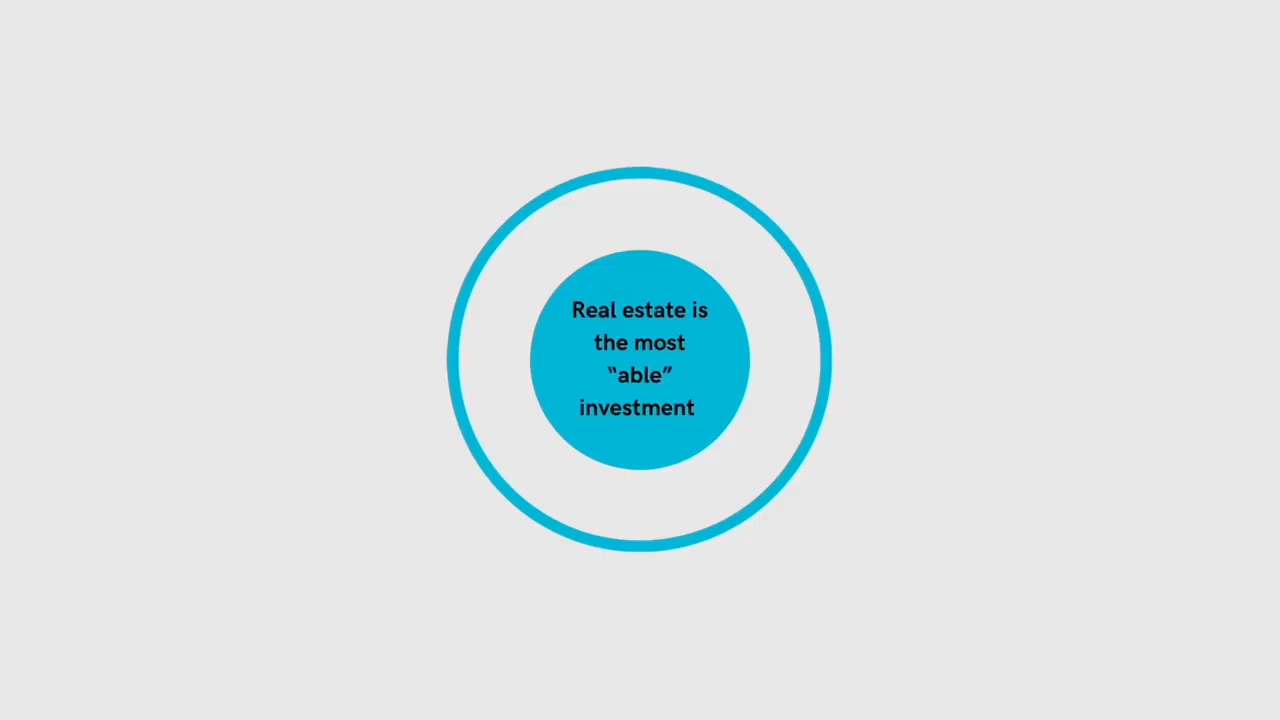 Real estate is
the most
“able”
investment